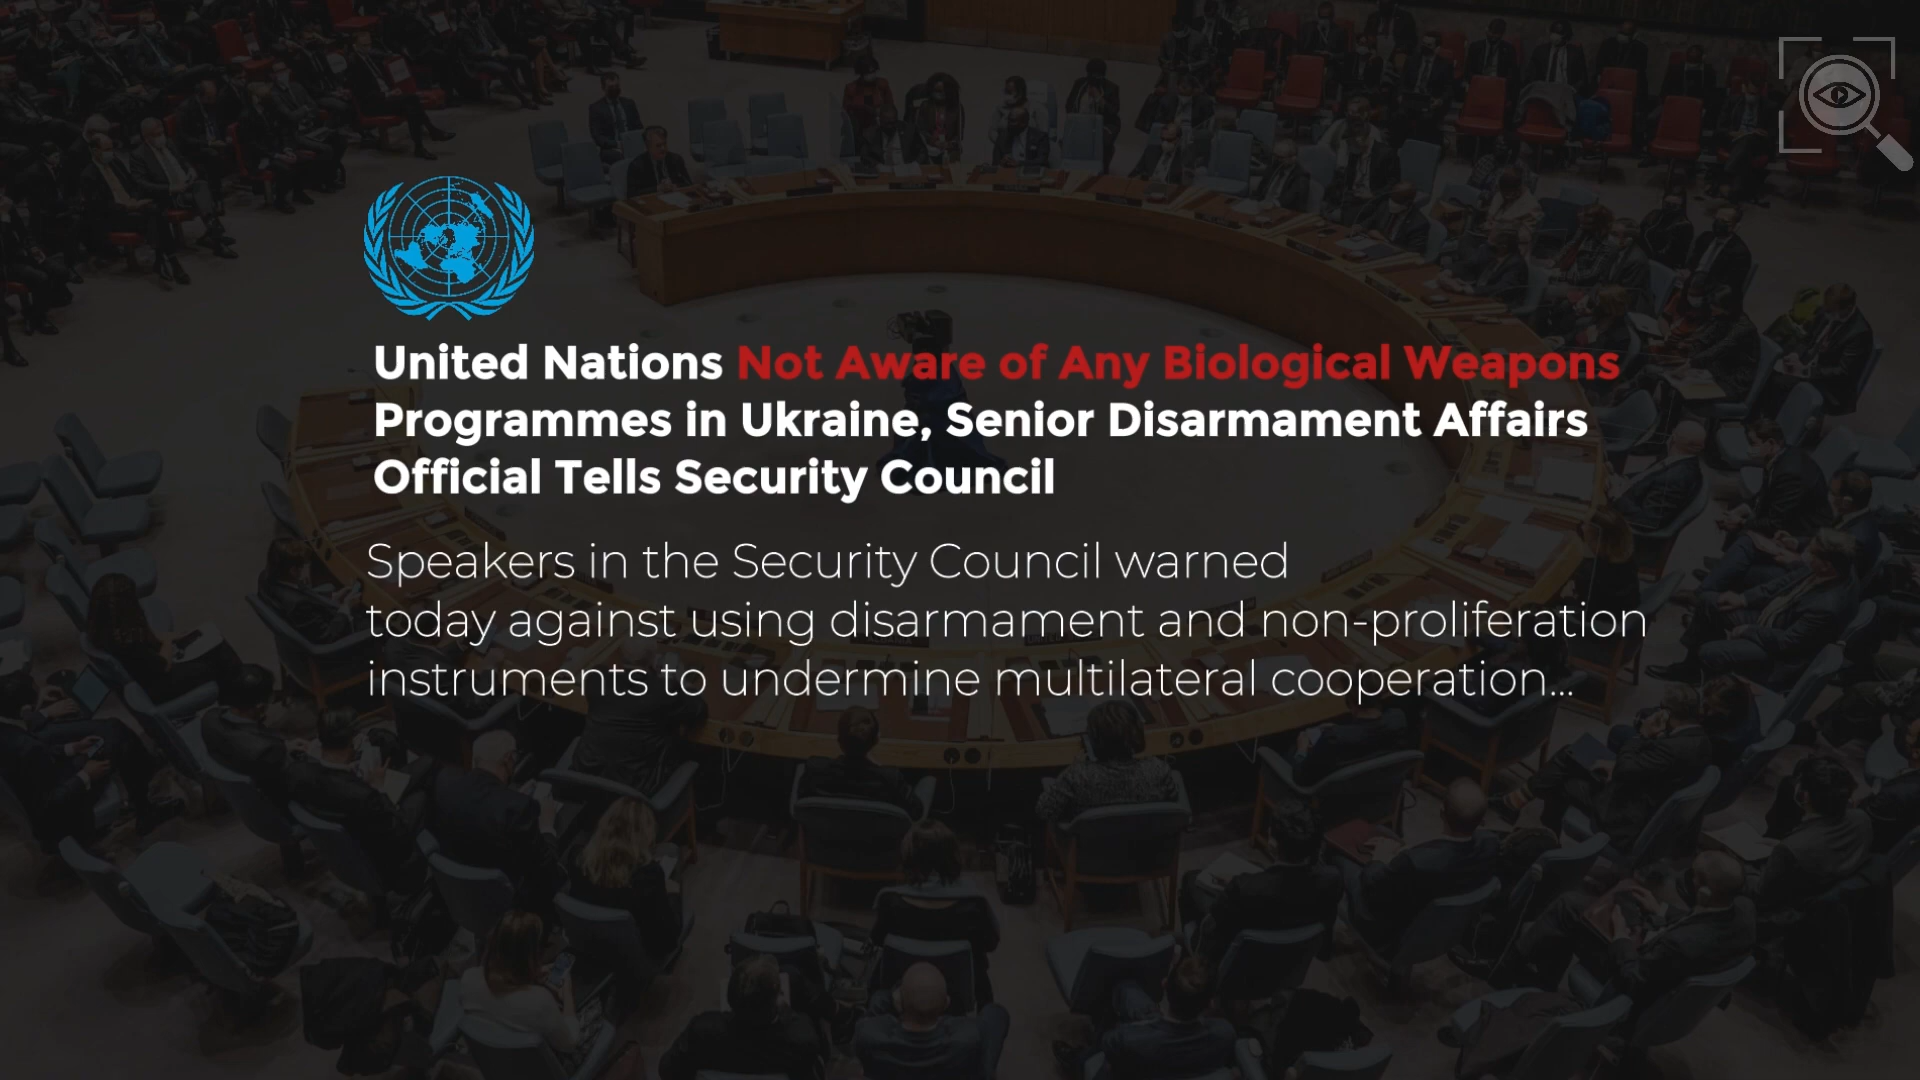 United Nations Not Aware of Any Biological Weapons
Programmes in Ukraine, Senior Disarmament Affairs
Official Tells Security Council
Speakers in the Security Council warned
today against using disarmament and non-proliferation
instruments to undermine multilateral cooperation...